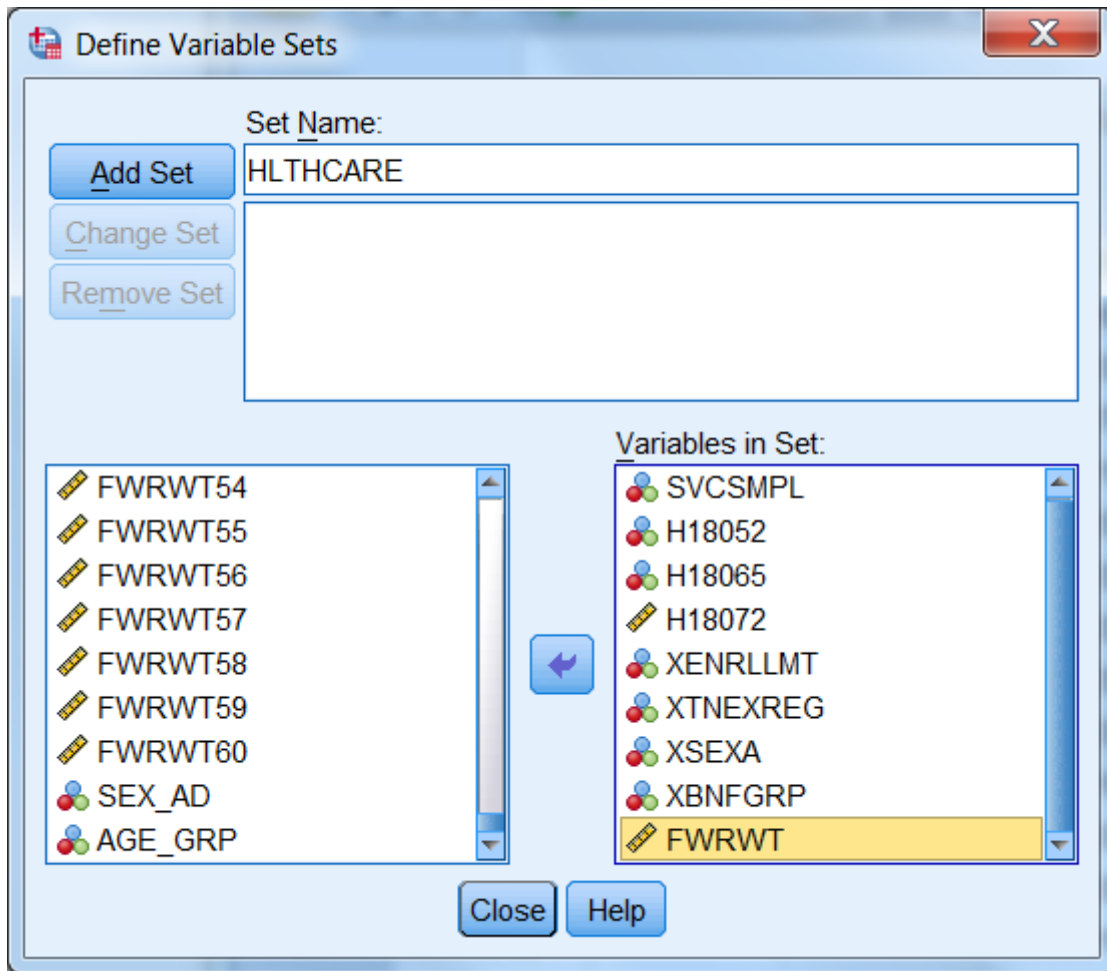 Define Variable Sets
Set Name:
Add Set
HLTHCARE
Change Set
Remove Set
Variables in Set:
FWRWT54
FWRWT55
FWRWT56
FWRWT57
FWRWT58
FWRWT59
FWRWT60
SEX_AD
AGE_GRP
SVCSMPL
H18052
H18065
H18072
XENRLLMT
XTNEXREG
XSEXA
XBNFGRP
FWRWT
Close
Help